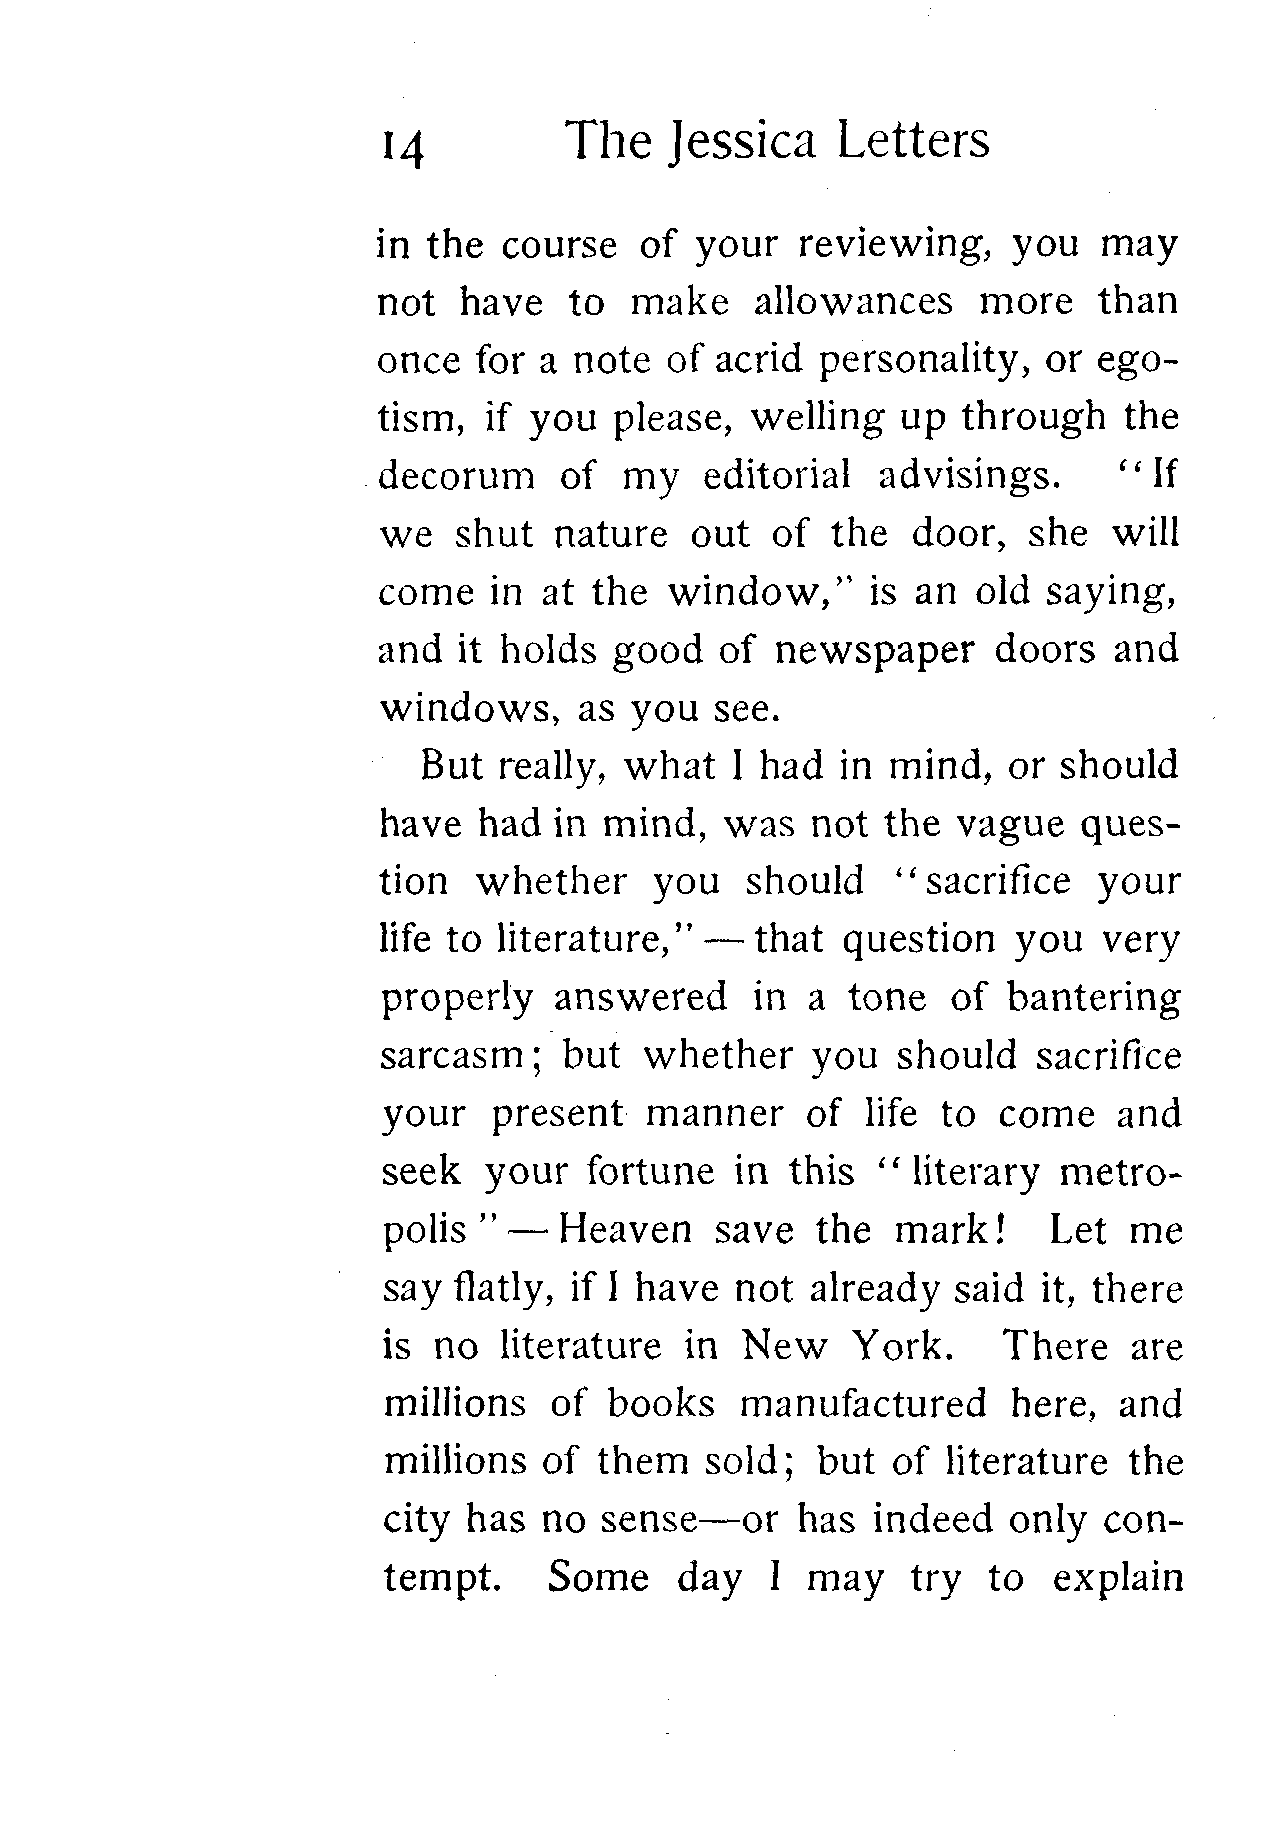 14 The Jessica Letters
in the course of your reviewing, you may
not have to make allowances more than
once for a note of acrid personality, or ego-
tism, if you please, welling up through the
decorum of my editorial advisings. “If
we shut nature out of the door, she will
come in at the window,” is an old saying,
and it holds good of newspaper doors and
windows, as you see.
But really, what I had in mind, or should
have had in mind, was not the vague ques-
tion whether you should “sacrifice your
life to literature,” — that question you very
properly answered in a tone of bantering
sarcasm; but whether you should sacrifice
your present manner of life to come and
seek your fortune in this “literary metro-
polis” — Heaven save the mark! Let me
say flatly, if I have not already said it, there
is no literature in New York. There are
millions of books manufactured here, and
millions of them sold; but of literature the
city has no sense—or has indeed only con-
tempt. Some day I may try to explain